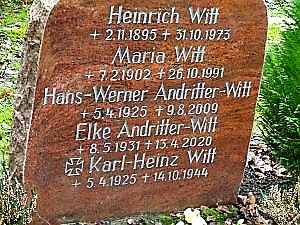 Heinrich Witt
+ 2.11.1895 + 31.10.1973
Maria Witt
+ 7.2.1902 + 26.10.1991
Hans-Werner Andritter-Witt
+ 5.4.1925 + 9.8.2009
Elke Andritter-Witt
+ 8.5.1931 + 13.4.2020
Karl-Heinz Witt
+ 5.4.1925 + 14.10.1944